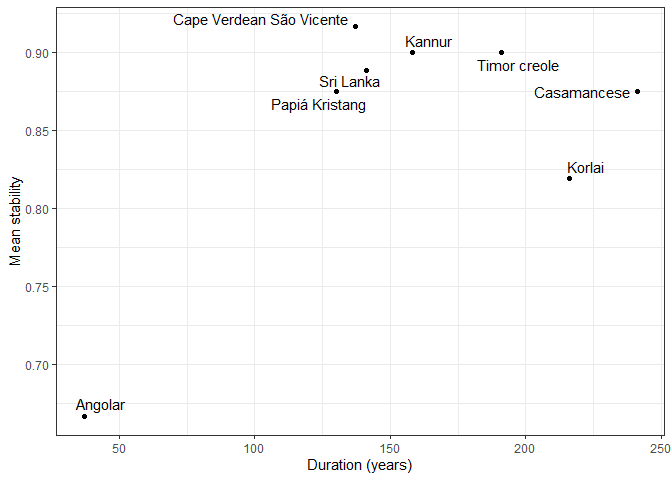 Cape Verdean São Vicente
Kannur
Timor creole
Sri Lanka
Casamancese
Papiá Kristang
Korlai
Angolar
0.90
0.85
0.80
0.75
0.70
Mean stability
50
100
150
200
250
Duration (years)